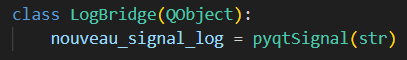 class LogBridge(QObject):
    nouveau_signal_log = pyqtSignal(str)